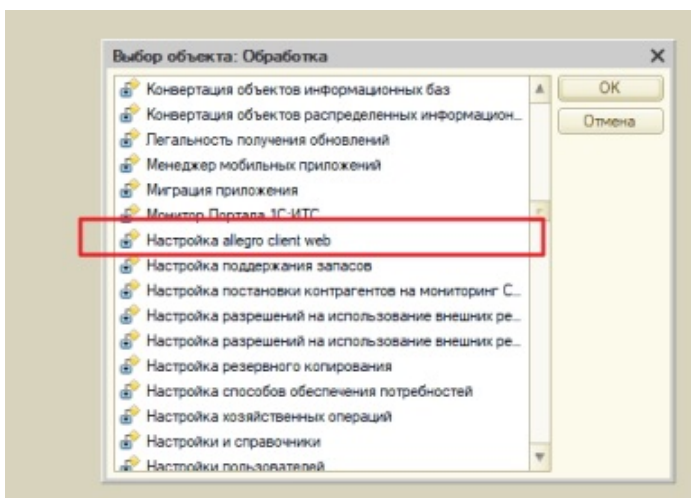 Выбор объекта: Обработка
Конвертация объектов информационных баз
Конвертация объектов распределенных информацион...
Легальность получения обновлений
Менеджер мобильных приложений
Миграция приложения
Монитор Портала 1С:ИТС
Настройка allegro client web
Настройка поддержания запасов
Настройка постановки контрагентов на мониторинг С...
Настройка разрешений на использование внешних ре...
Настройка разрешений на использование внешних ре...
Настройка резервного копирования
Настройка способов обеспечения потребностей
Настройка хозяйственных операций
Настройки и справочники
Настройки пользователей
OK
Отмена